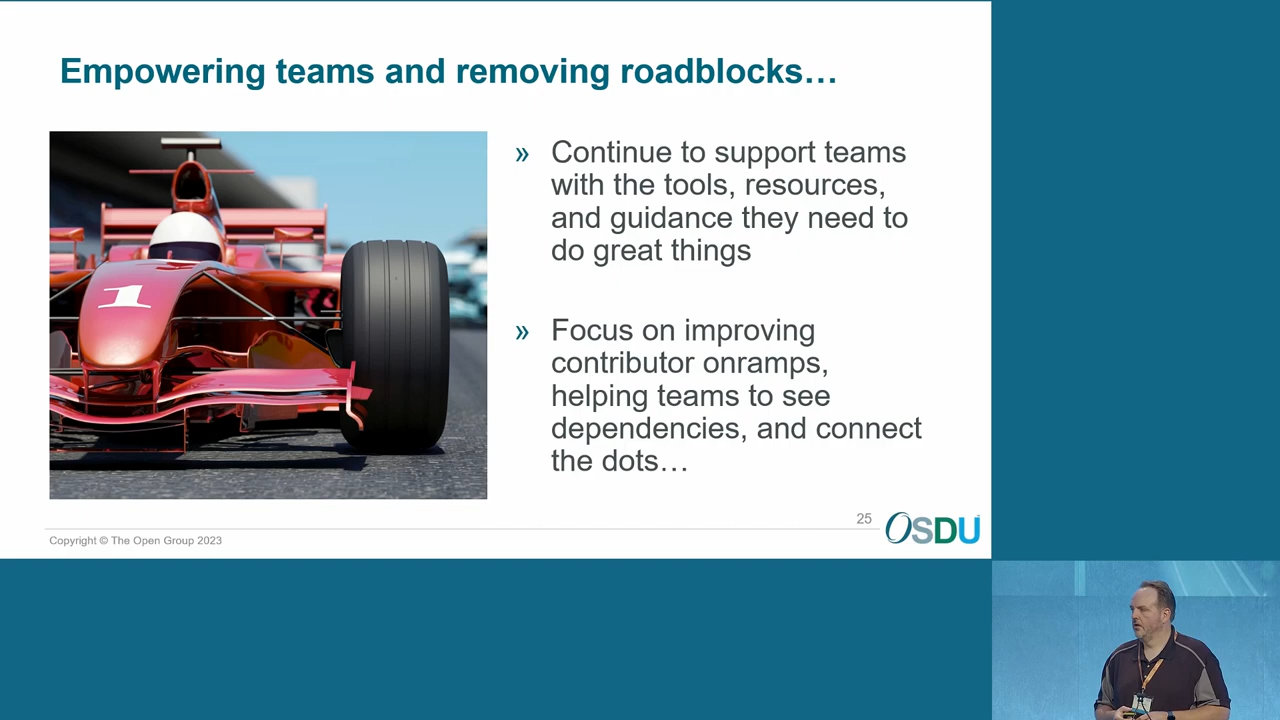 Empowering teams and removing roadblocks…
1
» Continue to support teams
with the tools, resources,
and guidance they need to
do great things
» Focus on improving
contributor onramps,
helping teams to see
dependencies, and connect
the dots…
25
OSDU
Copyright © The Open Group 2023